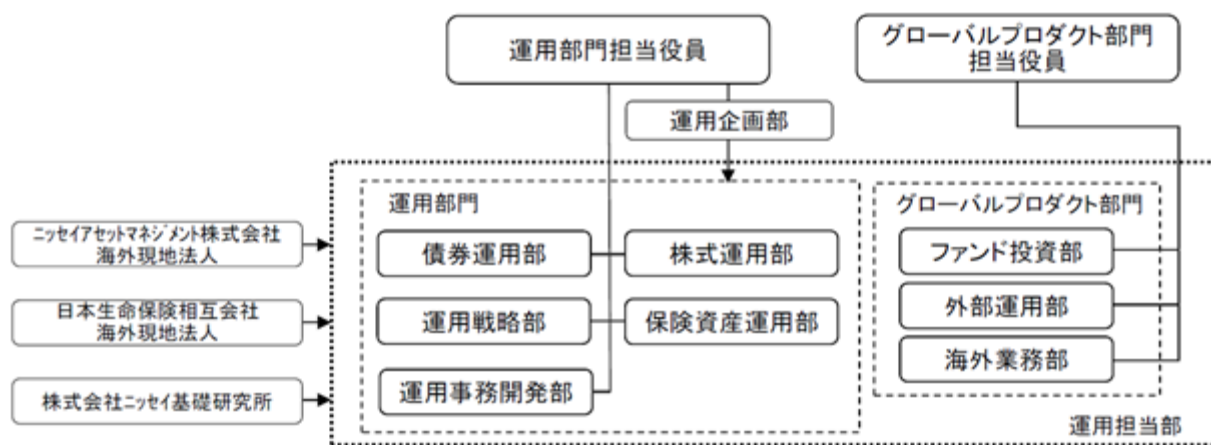 運用部門担当役員
グローバルプロダクト部門
担当役員
運用企画部
運用部門
グローバルプロダクト部門
ニッセイアセットマネジメント株式会社
海外現地法人
債券運用部
株式運用部
ファンド投資部
日本生命保険相互会社
海外現地法人
運用戦略部
保険資産運用部
外部運用部
海外業務部
株式会社ニッセイ基礎研究所
運用事務開発部
運用担当部